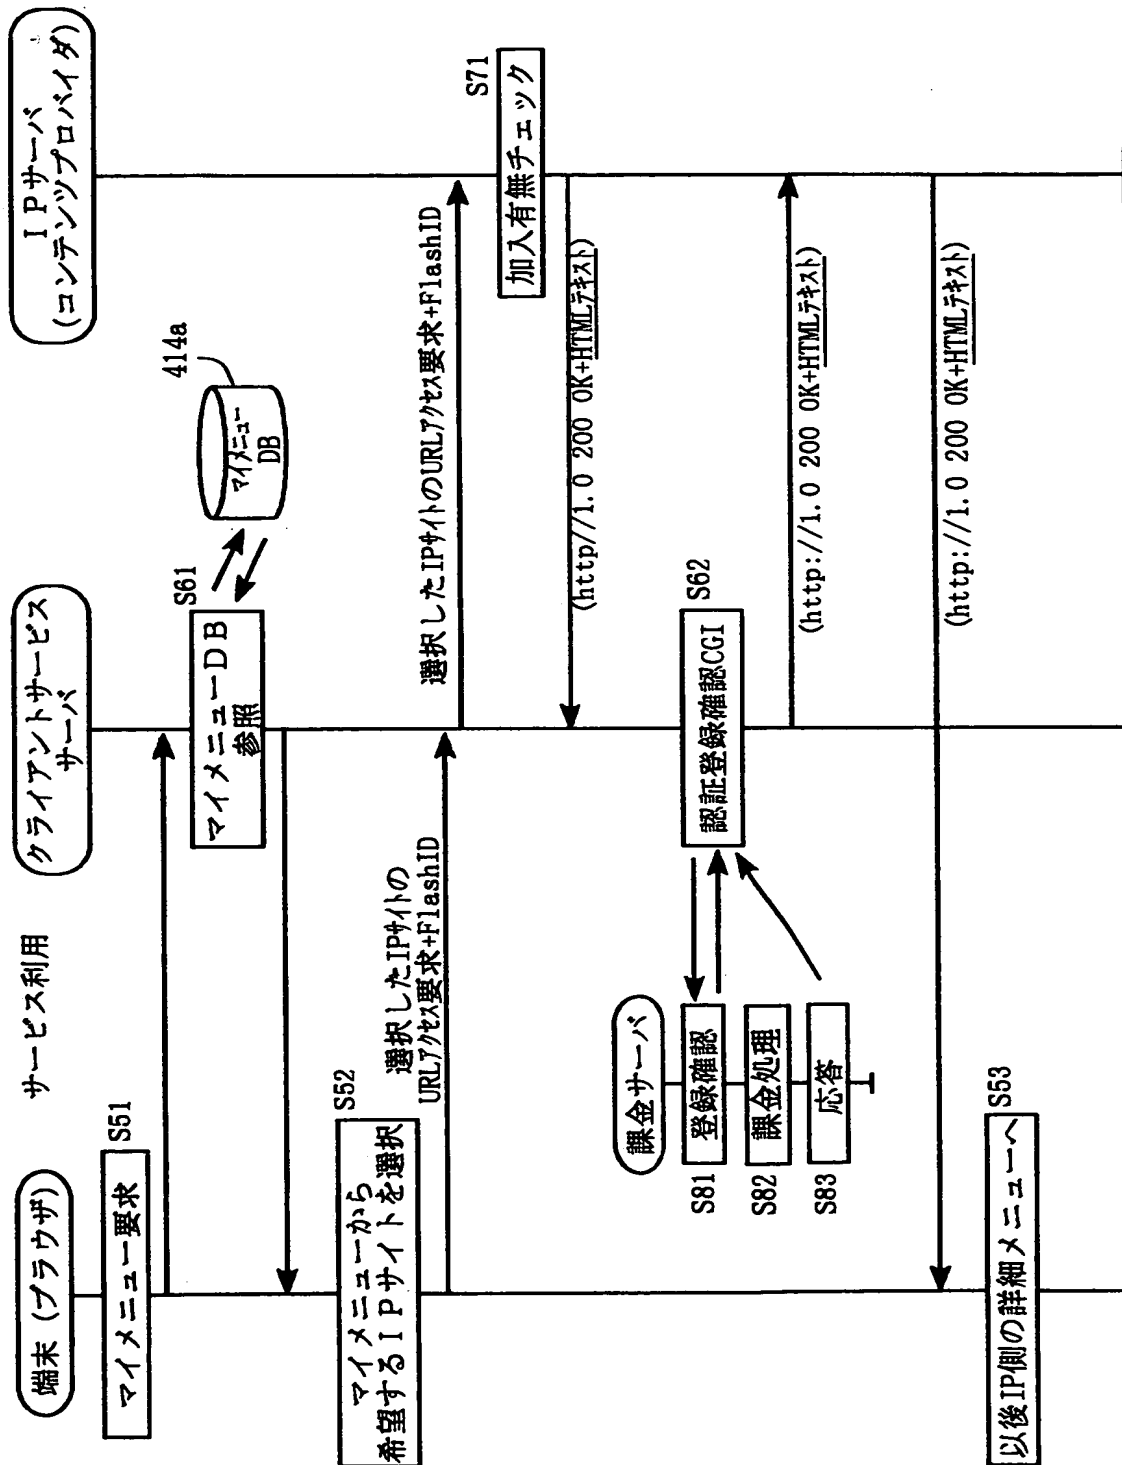 サービス利用
端末 (ブラウザ)
クライアントサービス
サーバ
IPサーバ
(コンテンツプロバイダ)
S51
マイメニュー要求
S61
マイメニューDB
参照
414a
マイメニュー
DB
S52
マイメニューから
希望するIPサイトを選択
選択したIPサイトの
URLアクセス要求+FlashID
選択したIPサイトのURLアクセス要求+FlashID
S71
加入有無チェック
(http//1.0 200 OK+HTMLテキスト)
課金サーバ
S81
登録確認
S62
認証登録確認CGI
S82
課金処理
S83
応答
(http://1.0 200 OK+HTMLテキスト)
(http://1.0 200 OK+HTMLテキスト)
S53
以後IP側の詳細メニューへ